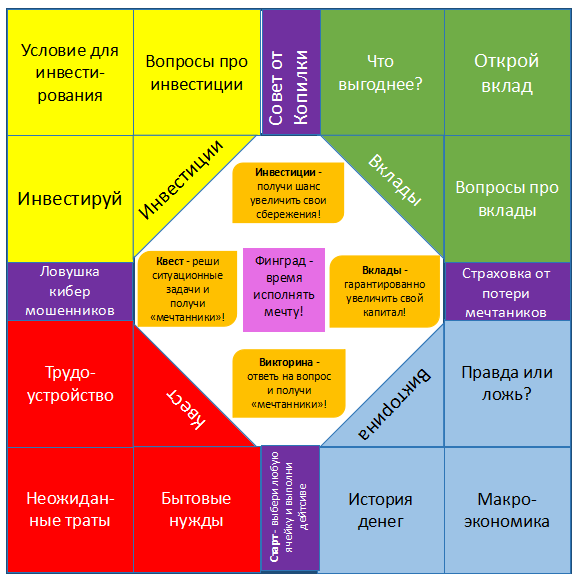 Условие для
инвести-
рования
Вопросы про
инвестиции
Совет от
Копилки
Что
выгоднее?
Открой
вклад
Инвестируй
Инвестиции
Инвестиции -
получи шанс
увеличить свои
сбережения!
Вклады
Вопросы про
вклады
Ловушка
кибер
мошенников
Квест - реши
ситуационные
задачи и
получи
«мечтанники»!
Финград -
время
исполнять
мечту!
Вклады -
гарантированно
увеличить свой
капитал!
Страховка от
потери
мечтаников
Трудо-
устройство
Квест
Викторина -
ответь на вопрос
и получи
«мечтанники»!
Викторина
Правда или
ложь?
Неожидан-
ные траты
Бытовые
нужды
Старт - выбери любую
ячейку и выполни
дейтсиве
История
денег
Макро-
экономика